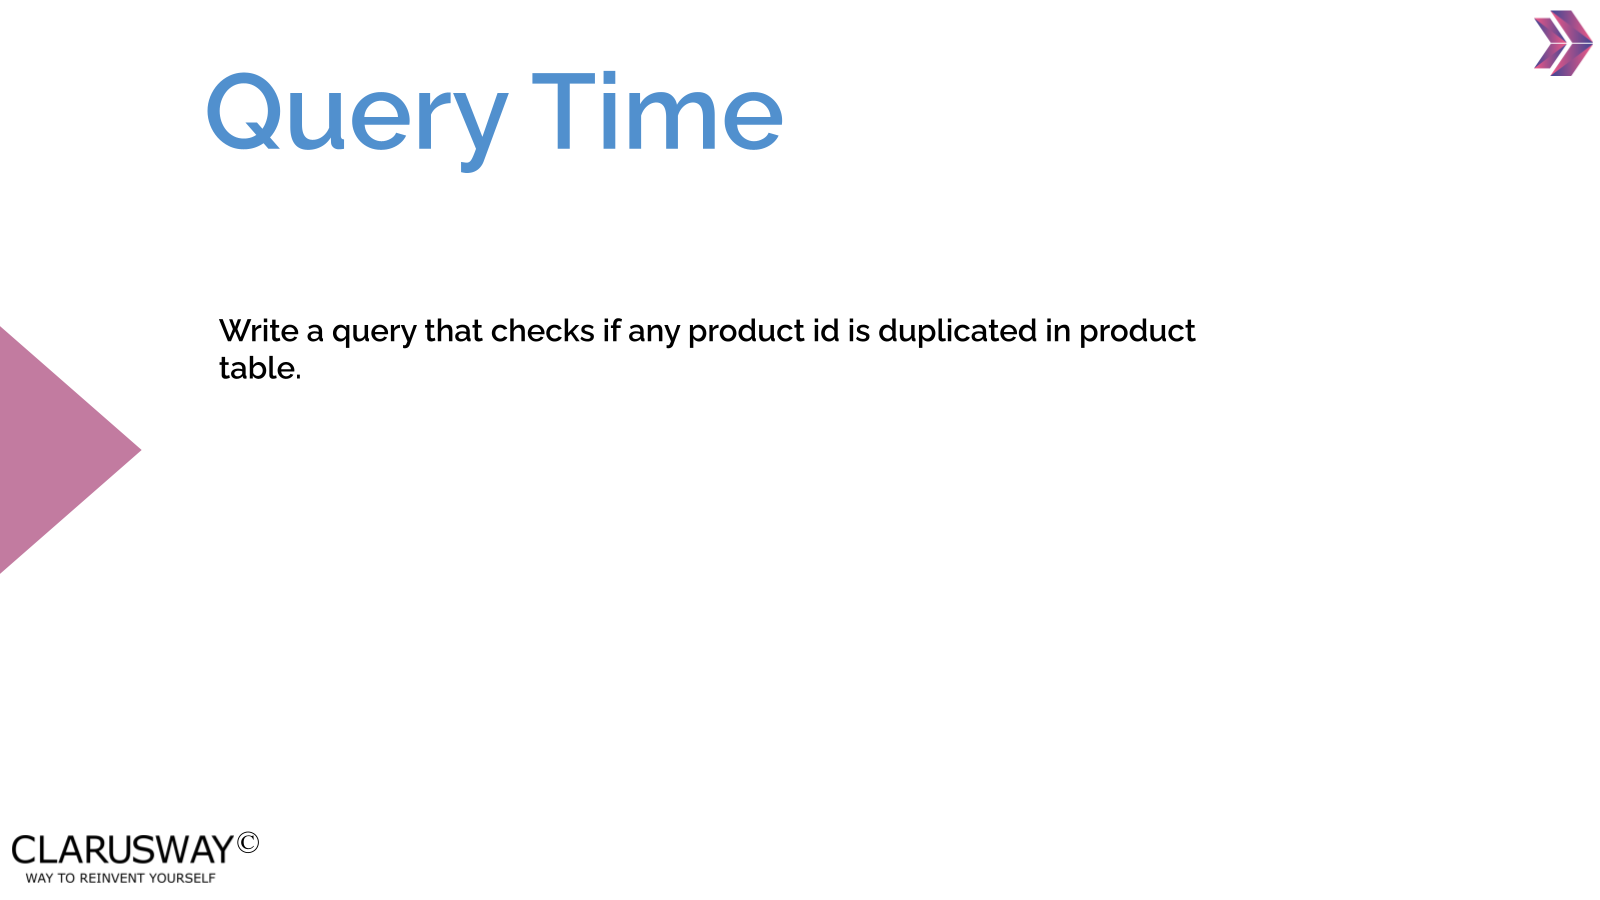 Query Time
Write a query that checks if any product id is duplicated in product
table.
CLARUSWAY©
WAY TO REINVENT YOURSELF